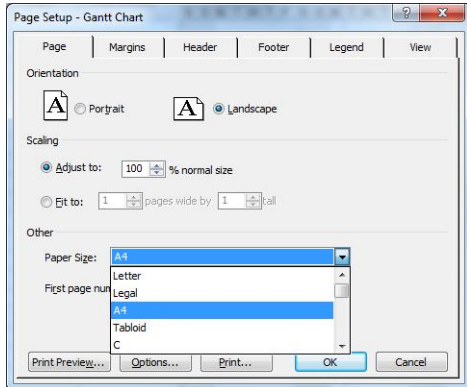 Page Setup - Gantt Chart
Page Margins Header Footer Legend View
Orientation
A Portrait A Landscape
Scaling
Adjust to: 100 % normal size
Fit to: 1 pages wide by 1 tall
Other
Paper Size: A4
Letter
First page num
Legal
A4
Tabloid
C
Print Preview... Options... Print... OK Cancel